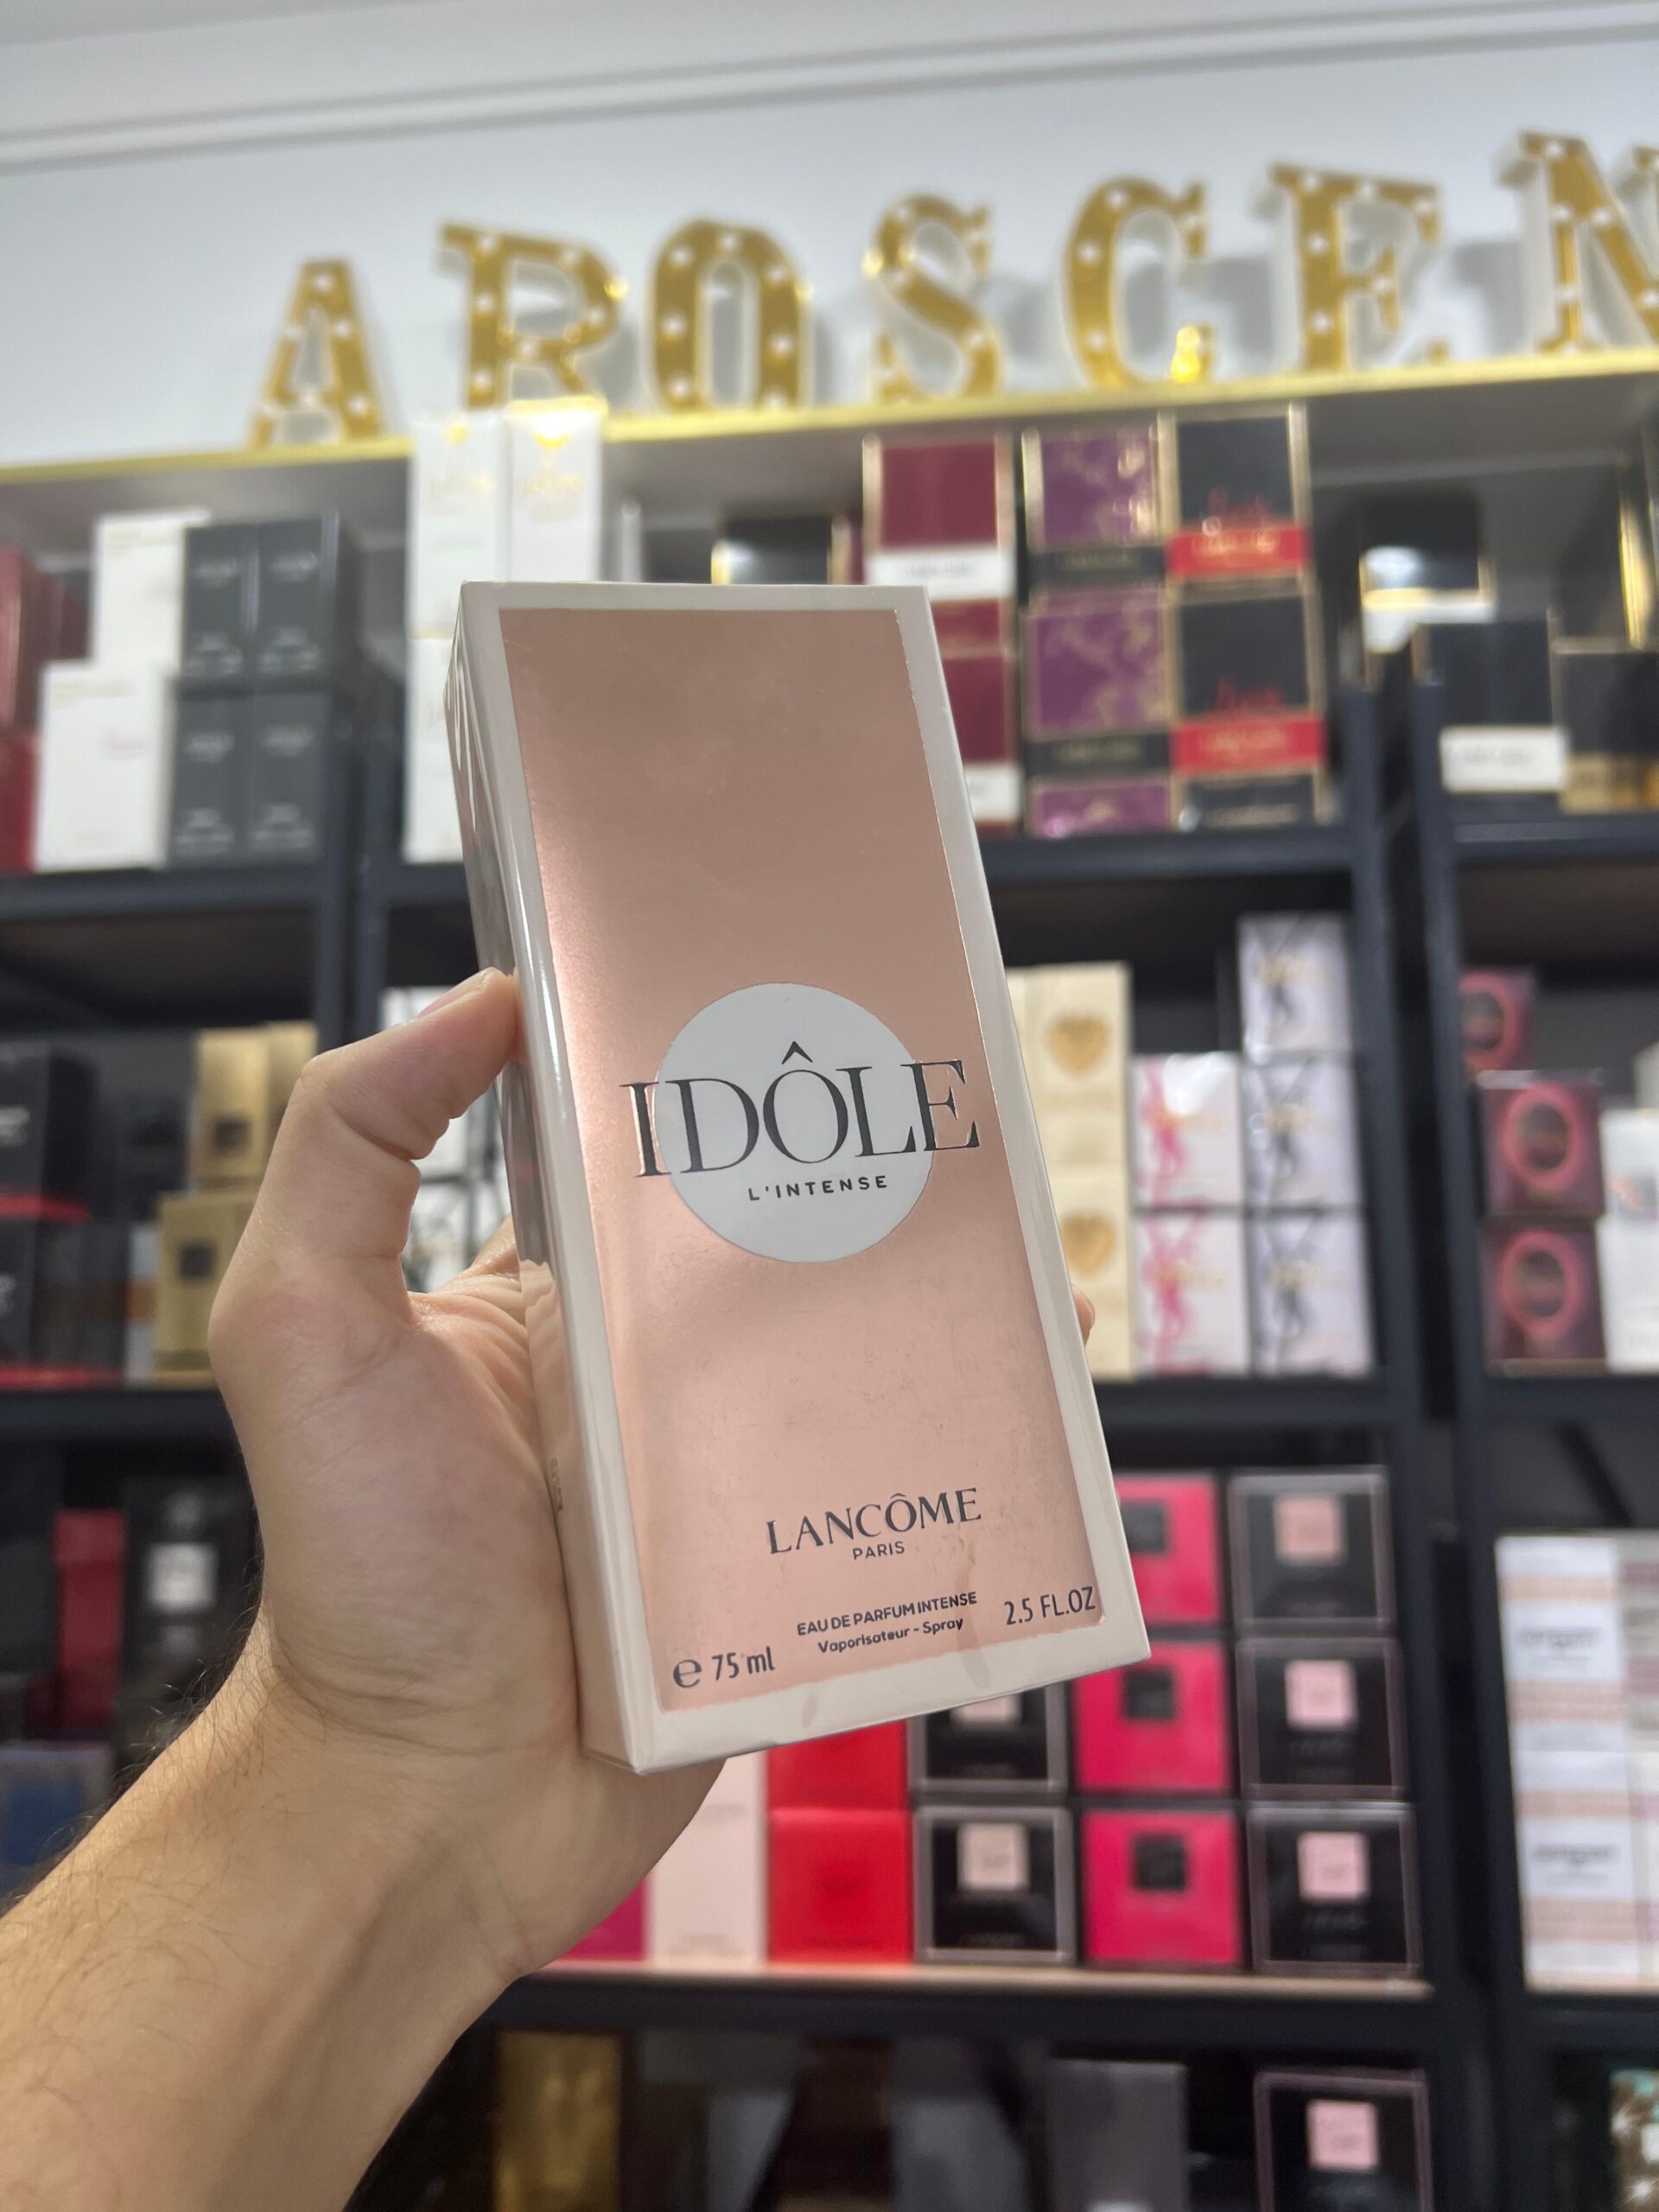 AROSCEN
IDÔLE
L'INTENSE
LANCÔME
PARIS
EAU DE PARFUM INTENSE
Vaporisateur - Spray
℮ 75 ml
2.5 FL.OZ